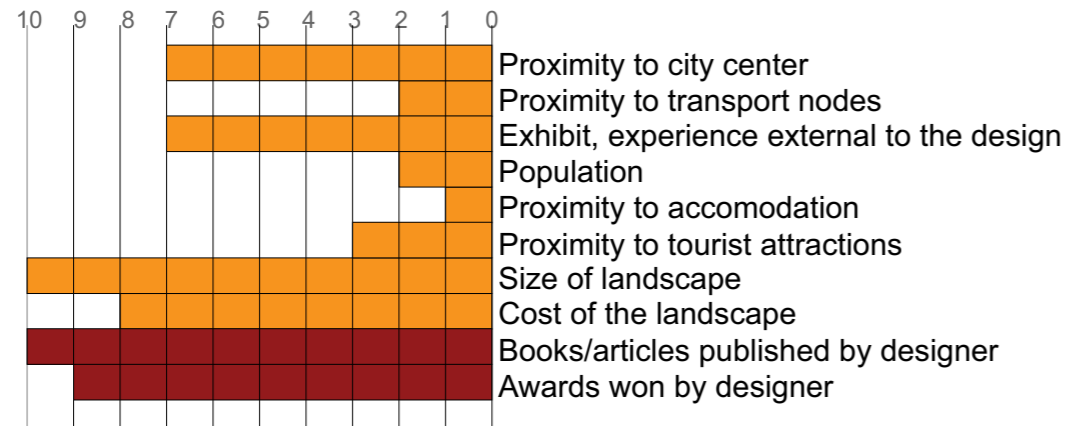 10 9 8 7 6 5 4 3 2 1 0
Proximity to city center
Proximity to transport nodes
Exhibit, experience external to the design
Population
Proximity to accomodation
Proximity to tourist attractions
Size of landscape
Cost of the landscape
Books/articles published by designer
Awards won by designer